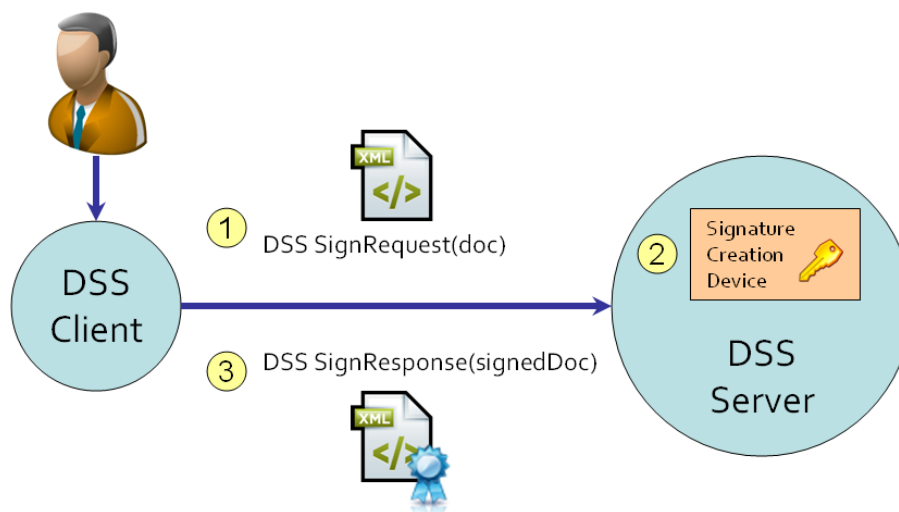 XML
</>
1
DSS SignRequest(doc)
DSS
Client
2
Signature
Creation
Device
DSS
Server
3
DSS SignResponse(signedDoc)
XML
</>